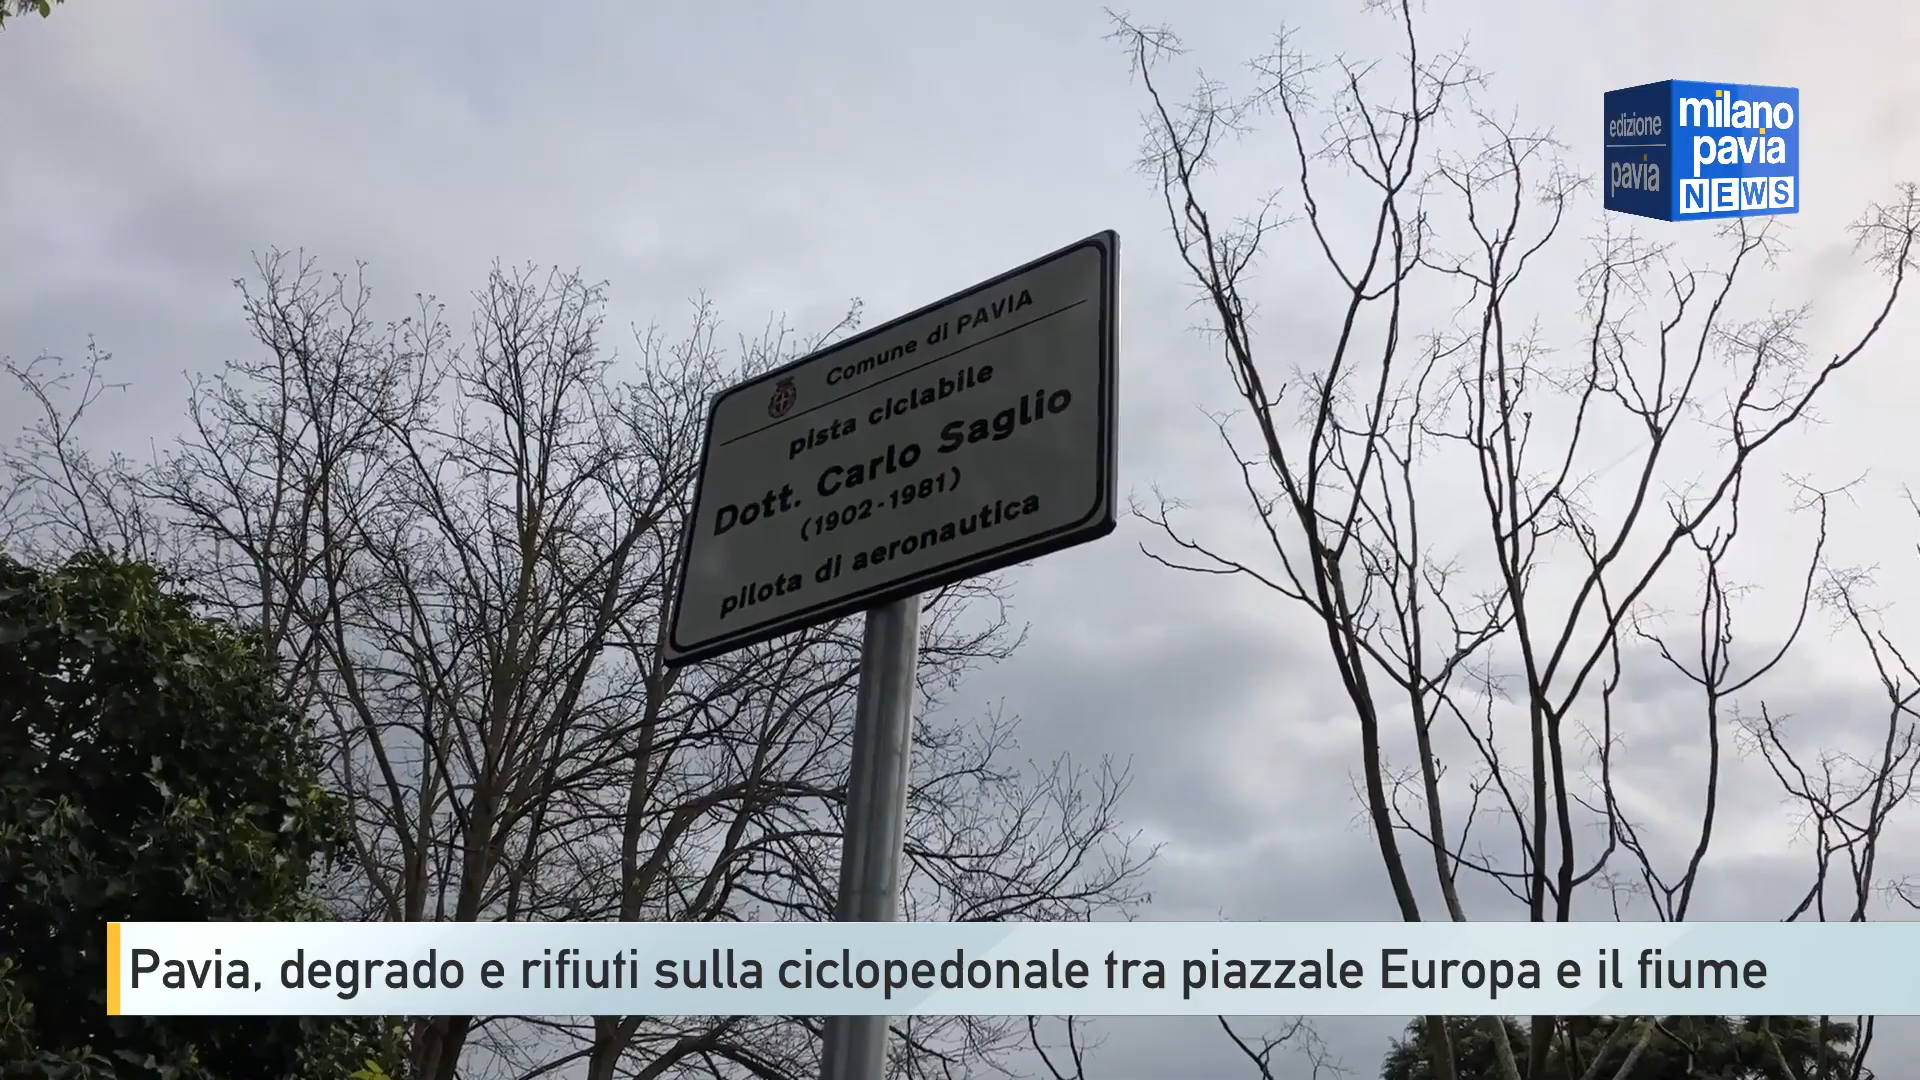 edizione
pavia
milano
pavia
NEWS
Comune di PAVIA
pista ciclabile
Dott. Carlo Saglio
(1902-1981)
pilota di aeronautica
Pavia, degrado e rifiuti sulla ciclopedonale tra piazzale Europa e il fiume